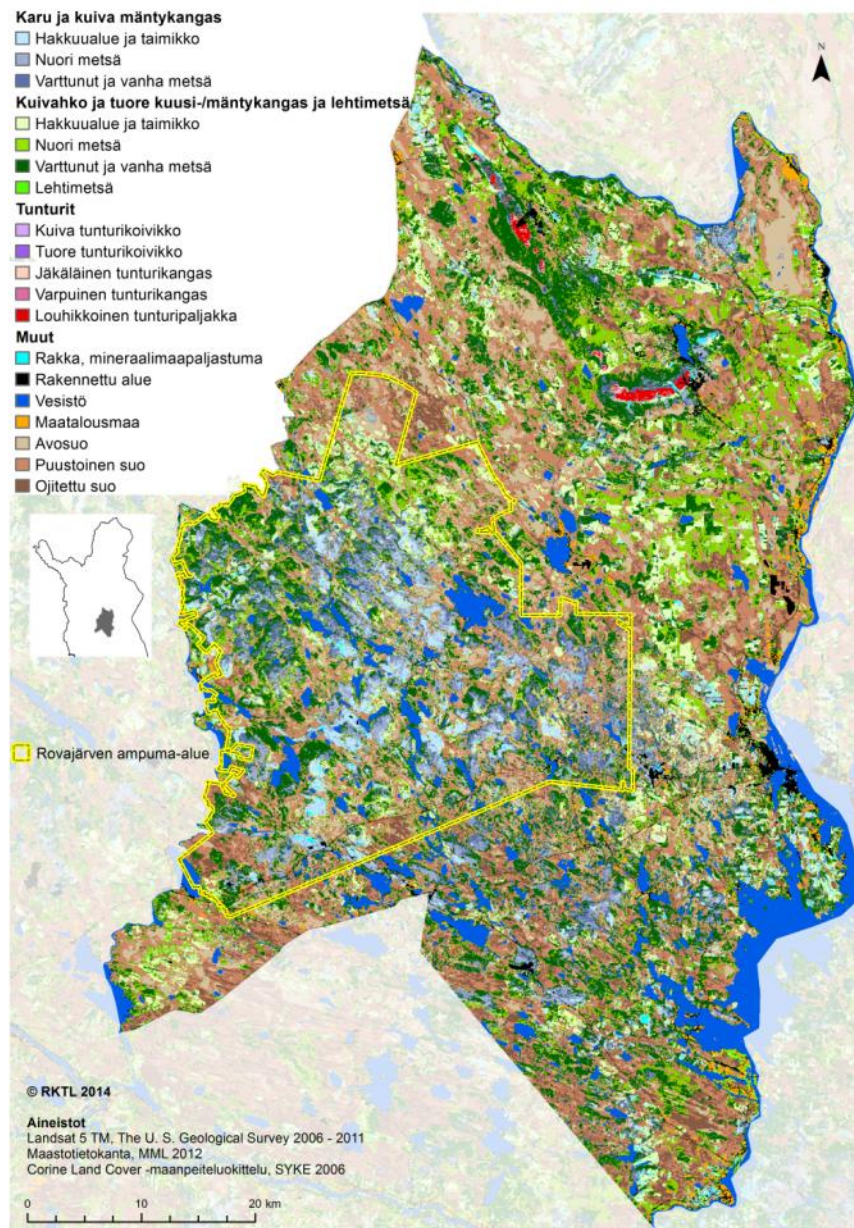 Karu ja kuiva mäntykangas
Hakkuualue ja taimikko
Nuori metsä
Varttunut ja vanha metsä
Kuivahko ja tuore kuusi-/mäntykangas ja lehtimetsä
Hakkuualue ja taimikko
Nuori metsä
Varttunut ja vanha metsä
Lehtimetsä
Tunturit
Kuiva tunturikoivikko
Tuore tunturikoivikko
Jäkäläinen tunturikangas
Varpuinen tunturikangas
Louhikkoinen tunturipaljakka
Muut
Rakka, mineraalimaapaljastuma
Rakennettu alue
Vesistö
Maatalousmaa
Avosuo
Puustoinen suo
Ojitettu suo
N
Rovajärven ampuma-alue
© RKTL 2014
Aineistot
Landsat 5 TM, The U. S. Geological Survey 2006 - 2011
Maastotietokanta, MML 2012
Corine Land Cover -maanpeiteluokittelu, SYKE 2006
0 10 20 km